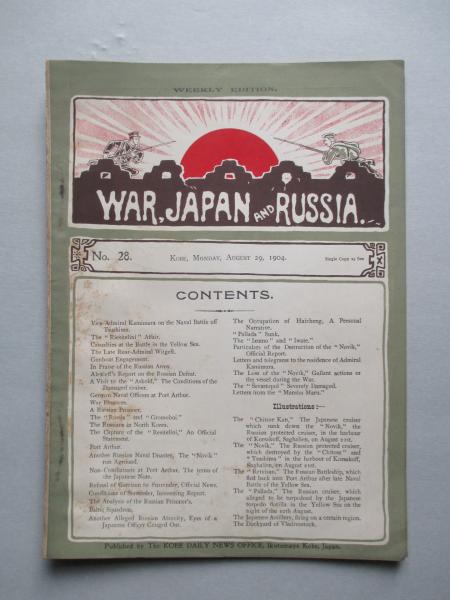 WEEKLY EDITION.
WAR, JAPAN AND RUSSIA.
No. 28.
KOBE, MONDAY, AUGUST 29, 1904.
Single Copy 25 Sen
CONTENTS.
Vice-Admiral Kamimura on the Naval Battle off
Tsushima.
The "Riesitelni" Affair.
Casualties at the Battle in the Yellow Sea.
The Late Rear-Admiral Witgeft.
Gunboat Engagement.
In Praise of the Russian Army.
Alexieff's Report on the Russian Defeat.
A Visit to the "Askold," The Conditions of the
Damaged cruiser.
German Naval Officers at Port Arthur.
War Finances.
A Russian Prisoner.
The "Rossia" and "Gromoboi."
The Russians in North Korea.
The Capture of the "Restelini," An Official
Statement.
Port Arthur.
Another Russian Naval Disaster, The "Novik"
run Aground.
Non-Combatants at Port Arthur, The terms of
the Japanese Note.
Refusal of Garrison to Surrender, Official News.
Conditions of Surrender, Interesting Report.
The Analysis of the Russian Prisoner's.
Baltic Squadron.
Another Alleged Russian Atrocity, Eyes of a
Japanese Officer Gouged Out.
The Occupation of Haicheng, A Personal
Narrative.
"Pallada" Sunk.
The "Izumo" and "Iwate."
Particulars of the Destruction of the "Novik,"
Official Report.
Letters and telegrams to the residence of Admiral
Kamimura.
The Loss of the "Novik," Gallant actions or
the vessel during the War.
The "Sevastopol" Severely Damaged.
Letters from the "Manshu Maru."
Illustrations:—
The "Chitose Kan," The Japanese cruiser
which sunk down the "Novik," the
Russian protected cruiser, in the harbour
of Korsakoff, Saghalien, on August 21st.
The "Novik," The Russian protected cruiser,
which destroyed by the "Chitose" and
"Tsushima" in the harbour of Korsakoff,
Saghalien, on August 21st.
The "Retvisan," The Russian Battleship, which
fled back into Port Arthur after late Naval
Battle of the Yellow Sea.
The "Pallada," The Russian cruiser, which
alleged to be torpedoed by the Japanese
torpedo flotilla in the Yellow Sea on the
night of the 10th August.
The Japanese Artillery, firing on a certain region.
The Dockyard of Vladivostock.
Published by The KOBE DAILY NEWS OFFICE, Ikutamaye Kobe, Japan.